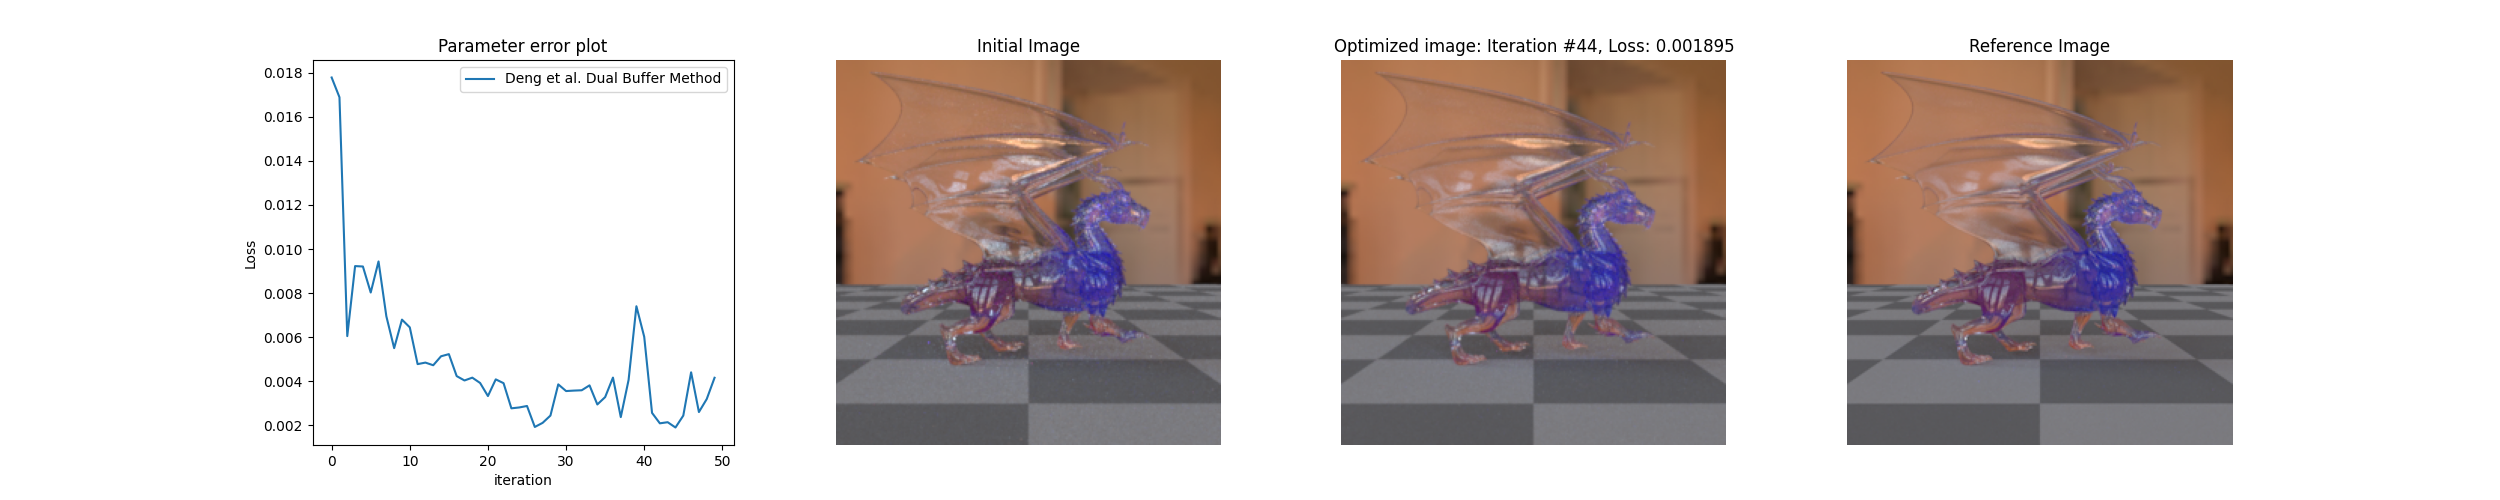 Parameter error plot
Deng et al. Dual Buffer Method
0.018
0.016
0.014
0.012
0.010
0.008
0.006
0.004
0.002
Loss
0 10 20 30 40 50
iteration
Initial Image
Optimized image: Iteration #44, Loss: 0.001895
Reference Image